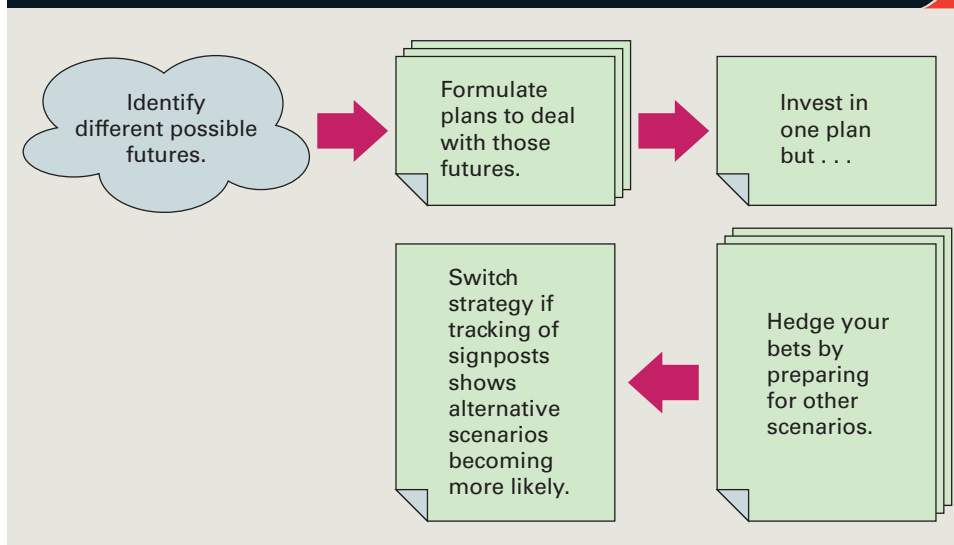 Identify
different possible
futures.
Formulate
plans to deal
with those
futures.
Invest in
one plan
but . . .
Hedge your
bets by
preparing
for other
scenarios.
Switch
strategy if
tracking of
signposts
shows
alternative
scenarios
becoming
more likely.